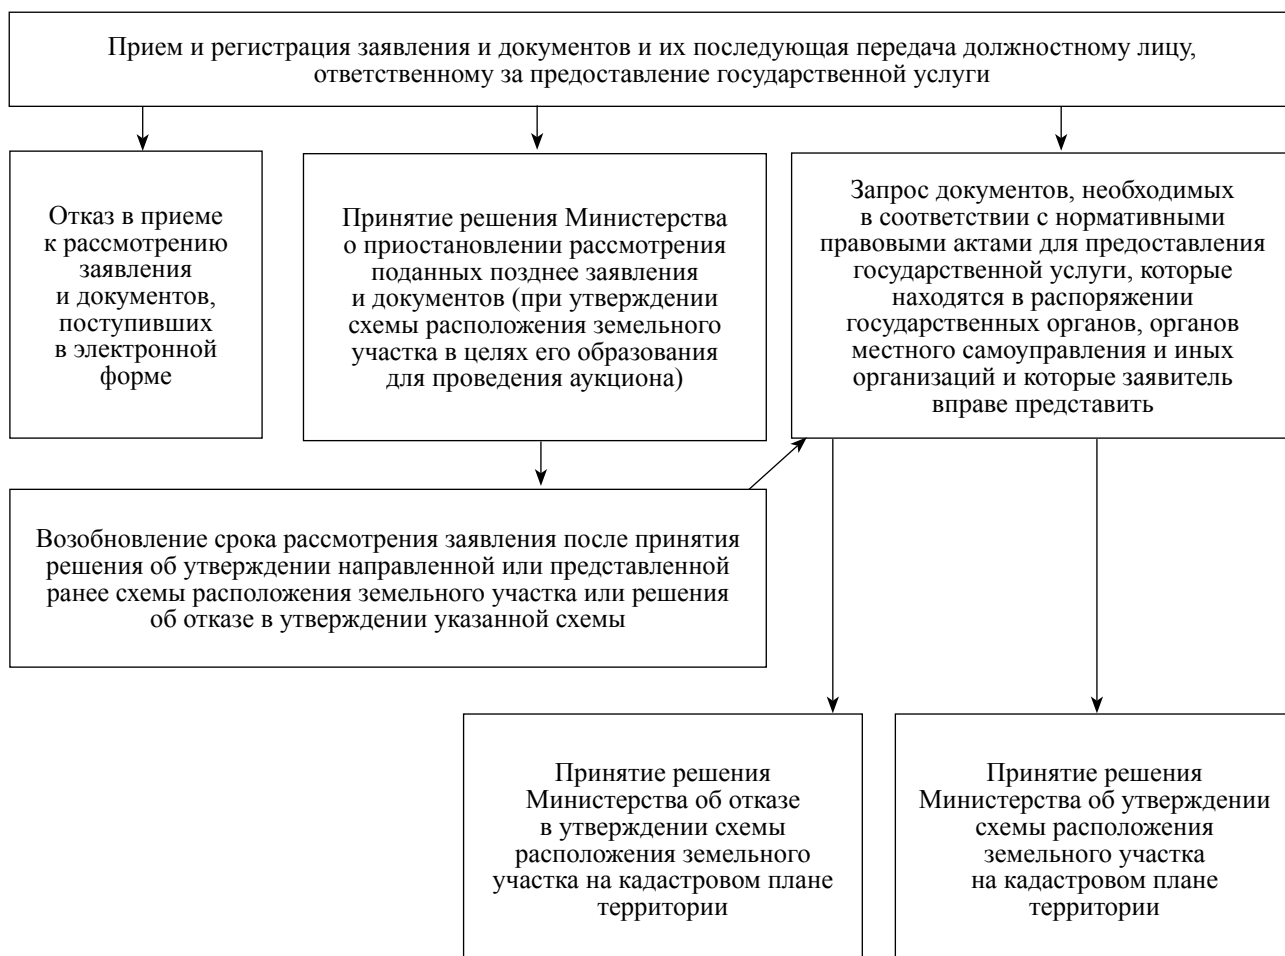 Прием и регистрация заявления и документов и их последующая передача должностному лицу,
ответственному за предоставление государственной услуги
Отказ в приеме
к рассмотрению
заявления
и документов,
поступивших
в электронной
форме
Принятие решения Министерства
о приостановлении рассмотрения
поданных позднее заявления
и документов (при утверждении
схемы расположения земельного
участка в целях его образования
для проведения аукциона)
Запрос документов, необходимых
в соответствии с нормативными
правовыми актами для предоставления
государственной услуги, которые
находятся в распоряжении
государственных органов, органов
местного самоуправления и иных
организаций и которые заявитель
вправе представить
Возобновление срока рассмотрения заявления после принятия
решения об утверждении направленной или представленной
ранее схемы расположения земельного участка или решения
об отказе в утверждении указанной схемы
Принятие решения
Министерства об отказе
в утверждении схемы
расположения земельного
участка на кадастровом плане
территории
Принятие решения
Министерства об утверждении
схемы расположения
земельного участка
на кадастровом плане
территории